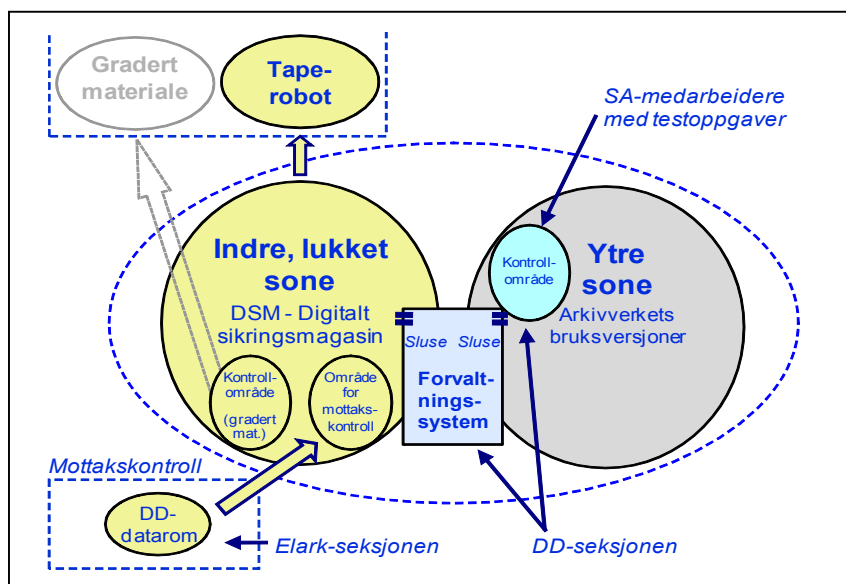 Gradert
materiale
Tape-
robot
SA-medarbeidere
med testoppgaver
Indre, lukket
sone
DSM - Digitalt
sikringsmagasin
Kontroll-
område
(gradert
mat.)
Område
for
mottaks-
kontroll
Sluse
Sluse
Forvalt-
nings-
system
Kontroll-
område
Ytre
sone
Arkivverkets
bruksversjoner
Mottakskontroll
DD-
datarom
Elark-seksjonen
DD-seksjonen